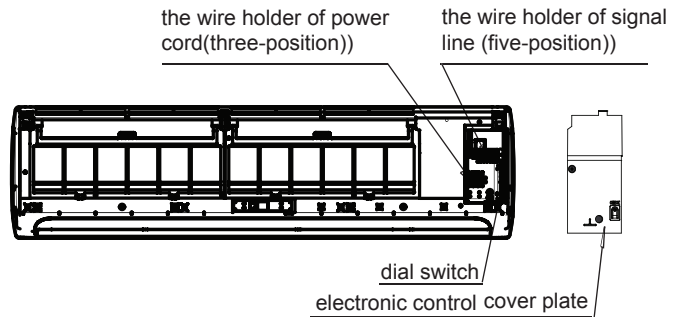 the wire holder of power
cord(three-position))
the wire holder of signal
line (five-position))
dial switch
electronic control cover plate